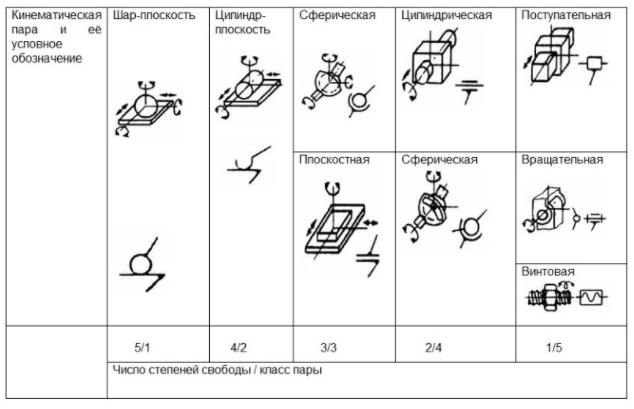 Кинематическая
пара и её
условное
обозначение
Шар-плоскость
Цилиндр-
плоскость
Сферическая
Цилиндрическая
Поступательная
Плоскостная
Сферическая
Вращательная
Винтовая
5/1
4/2
3/3
2/4
1/5
Число степеней свободы / класс пары